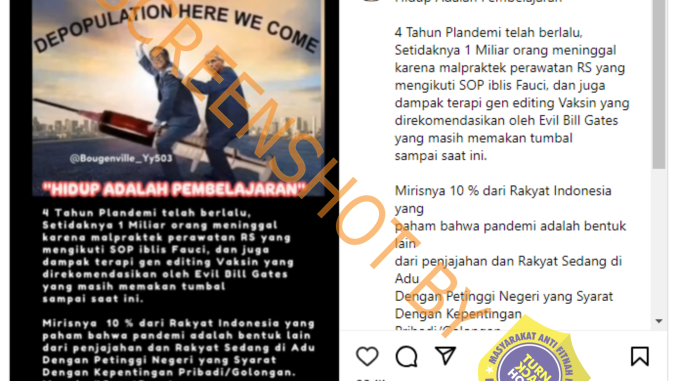 DEPOPULATION HERE WE COME
@Bougenville_Yy503
"HIDUP ADALAH PEMBELAJARAN"
4 Tahun Plandemi telah berlalu,
Setidaknya 1 Miliar orang meninggal
karena malpraktek perawatan RS yang
mengikuti SOP iblis Fauci, dan juga
dampak terapi gen editing Vaksin yang
direkomendasikan oleh Evil Bill Gates
yang masih memakan tumbal
sampai saat ini.
Mirisnya 10 % dari Rakyat Indonesia yang
paham bahwa pandemi adalah bentuk lain
dari penjajahan dan Rakyat Sedang di Adu
Dengan Petinggi Negeri yang Syarat
Dengan Kepentingan Pribadi/Golongan.
Hidup Adalah Pembelajaran
4 Tahun Plandemi telah berlalu,
Setidaknya 1 Miliar orang meninggal
karena malpraktek perawatan RS yang
mengikuti SOP iblis Fauci, dan juga
dampak terapi gen editing Vaksin yang
direkomendasikan oleh Evil Bill Gates
yang masih memakan tumbal
sampai saat ini.
Mirisnya 10 % dari Rakyat Indonesia
yang
paham bahwa pandemi adalah bentuk
lain
dari penjajahan dan Rakyat Sedang di
Adu
Dengan Petinggi Negeri yang Syarat
Dengan Kepentingan
Pribadi/Golongan.
SCREENSHOT BY
MASYARAKAT ANTI FITNAH
TURN